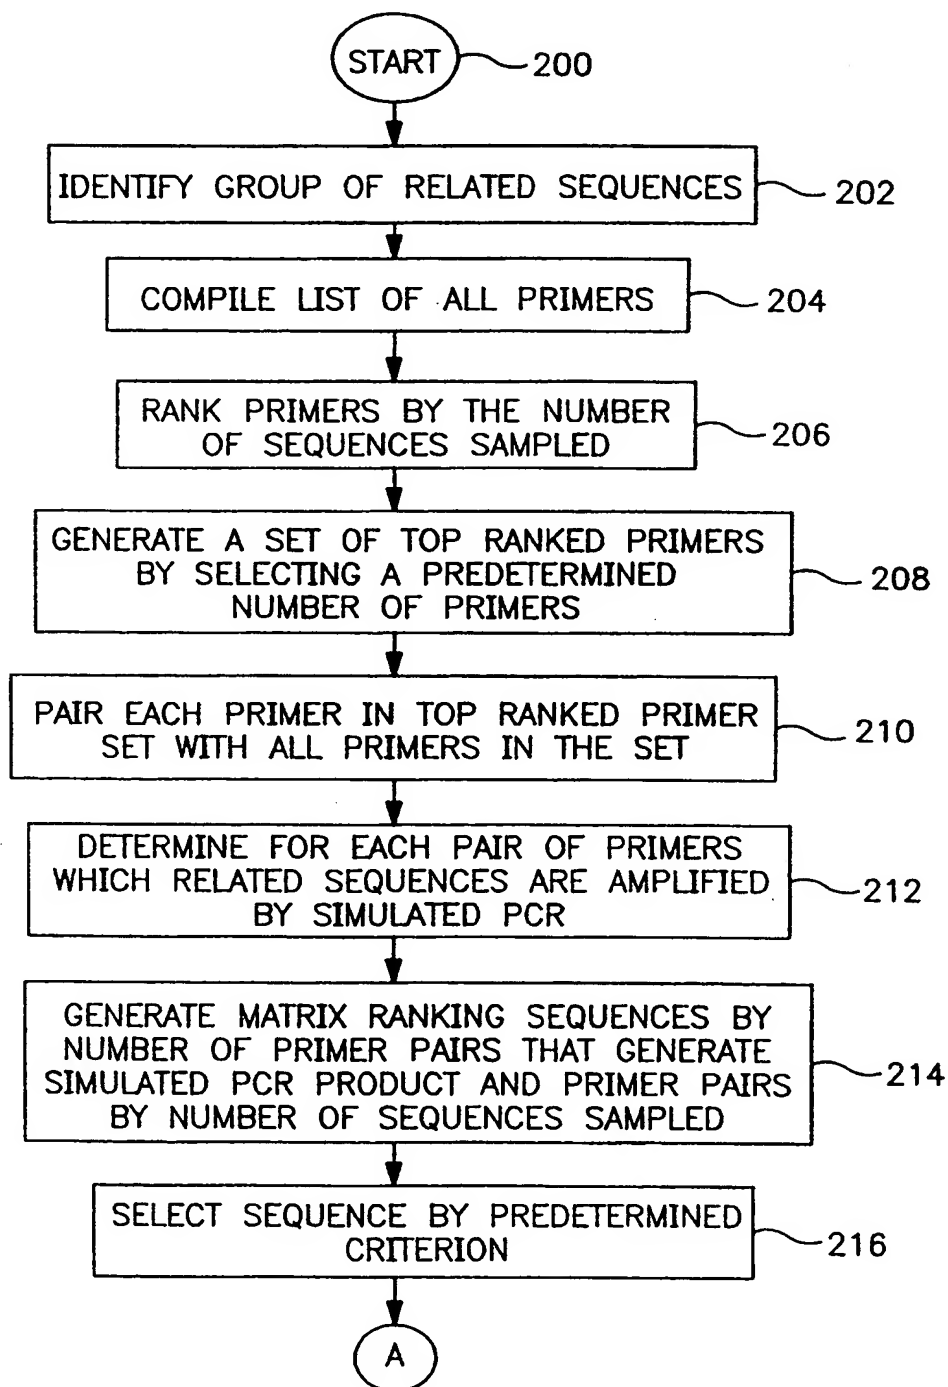 START
200
IDENTIFY GROUP OF RELATED SEQUENCES
202
COMPILE LIST OF ALL PRIMERS
204
RANK PRIMERS BY THE NUMBER
OF SEQUENCES SAMPLED
206
GENERATE A SET OF TOP RANKED PRIMERS
BY SELECTING A PREDETERMINED
NUMBER OF PRIMERS
208
PAIR EACH PRIMER IN TOP RANKED PRIMER
SET WITH ALL PRIMERS IN THE SET
210
DETERMINE FOR EACH PAIR OF PRIMERS
WHICH RELATED SEQUENCES ARE AMPLIFIED
BY SIMULATED PCR
212
GENERATE MATRIX RANKING SEQUENCES BY
NUMBER OF PRIMER PAIRS THAT GENERATE
SIMULATED PCR PRODUCT AND PRIMER PAIRS
BY NUMBER OF SEQUENCES SAMPLED
214
SELECT SEQUENCE BY PREDETERMINED
CRITERION
216
A